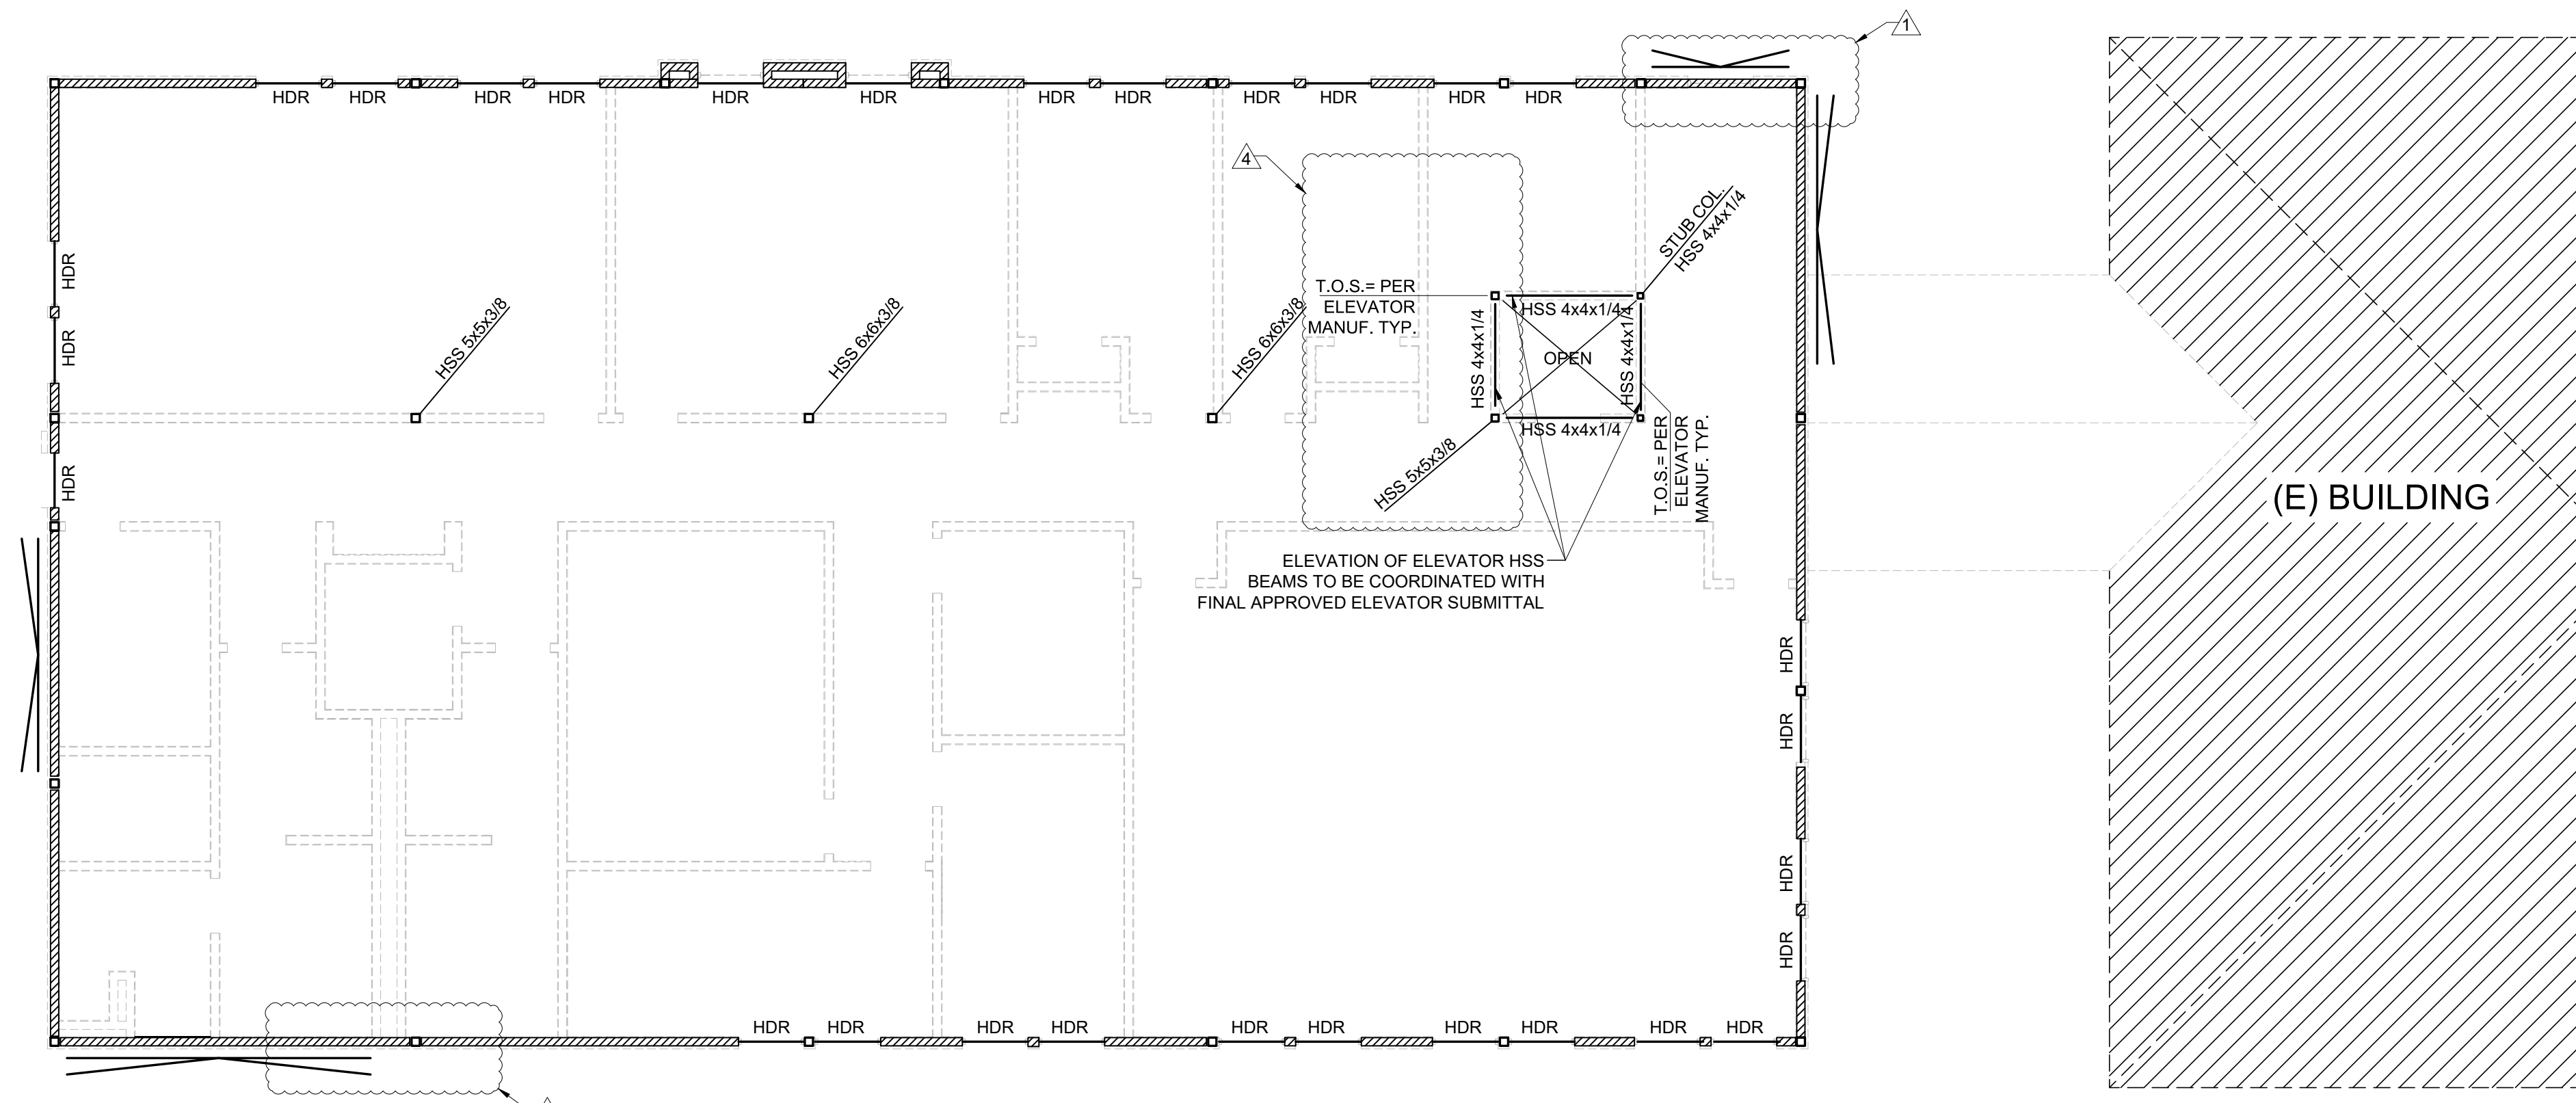 1
HDR
HDR
HDR
HDR
HDR
HDR
HDR
HDR
HDR
HDR
HDR
HDR
4
STUB COL.
HSS 4x4x1/4
HDR
HDR
HDR
HSS 5x5x3/8
HSS 6x6x3/8
HSS 6x6x3/8
T.O.S.= PER
ELEVATOR
MANUF. TYP.
HSS 4x4x1/4
HSS 4x4x1/4
HSS 4x4x1/4
OPEN
HSS 4x4x1/4
HSS 5x5x3/8
T.O.S.= PER
ELEVATOR
MANUF. TYP.
(E) BUILDING
ELEVATION OF ELEVATOR HSS
BEAMS TO BE COORDINATED WITH
FINAL APPROVED ELEVATOR SUBMITTAL
HDR
HDR
HDR
HDR
HDR
HDR
HDR
HDR
HDR
HDR
HDR
HDR
HDR
HDR